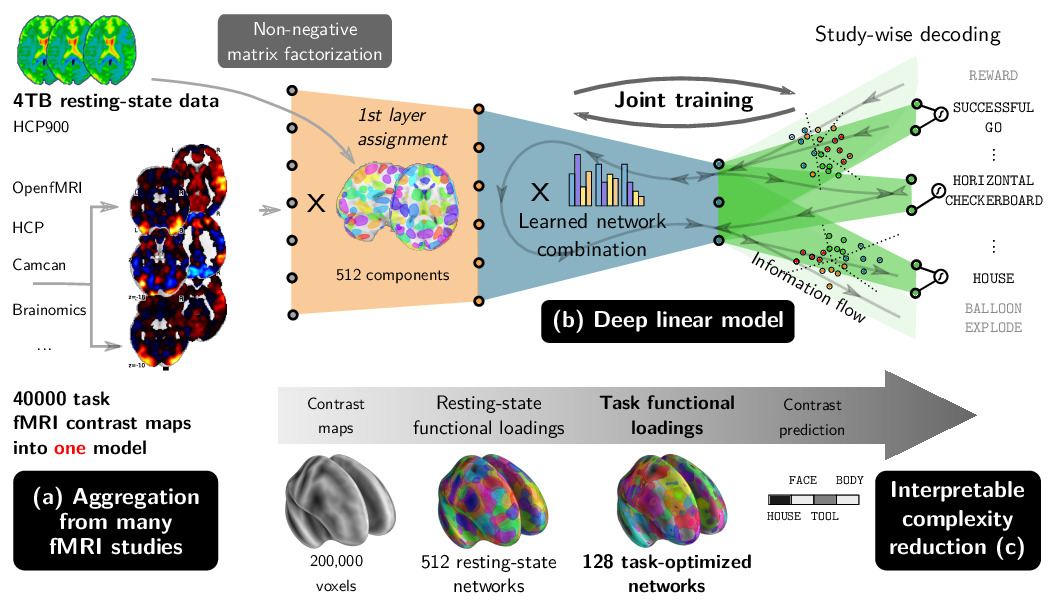 Non-negative
matrix factorization
Study-wise decoding
4TB resting-state data
HCP900
OpenfMRI
HCP
Camcan
Brainomics
...
L
R
L
R
L
R
z=-10
z=-10
40000 task
fMRI contrast maps
into one model
(a) Aggregation
from many
fMRI studies
1st layer
assignment
X
512 components
Joint training
X
Learned network
combination
(b) Deep linear model
Information flow
REWARD
SUCCESSFUL
GO
⋮
HORIZONTAL
CHECKERBOARD
⋮
HOUSE
BALLOON
EXPLODE
Contrast
maps
Resting-state
functional loadings
Task functional
loadings
Contrast
prediction
200,000
voxels
512 resting-state
networks
128 task-optimized
networks
FACE BODY
HOUSE TOOL
Interpretable
complexity
reduction (c)